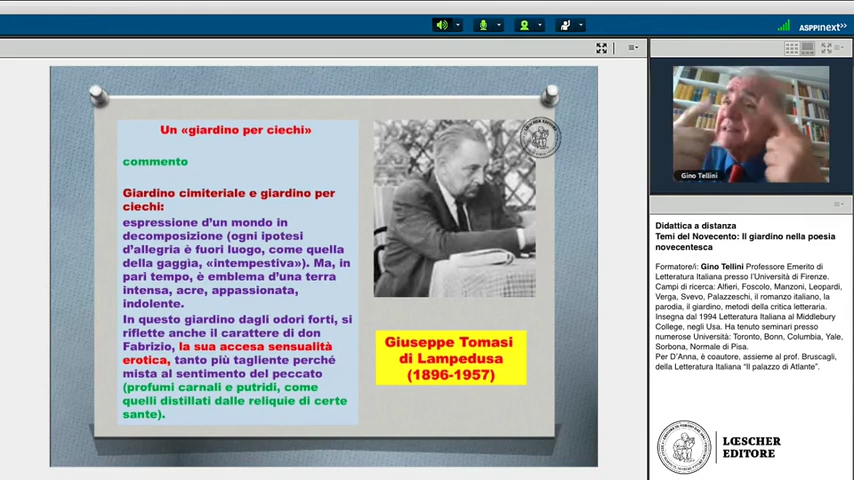 ASPPInext>>
Un «giardino per ciechi»
commento
Giardino cimiteriale e giardino per
ciechi:
espressione d'un mondo in
decomposizione (ogni ipotesi
d'allegria è fuori luogo, come quella
della gaggia, «intempestiva»). Ma, in
pari tempo, è emblema d'una terra
intensa, acre, appassionata,
indolente.
In questo giardino dagli odori forti, si
riflette anche il carattere di don
Fabrizio, la sua accesa sensualità
erotica, tanto più tagliente perché
mista al sentimento del peccato
(profumi carnali e putridi, come
quelli distillati dalle reliquie di certe
sante).
Giuseppe Tomasi
di Lampedusa
(1896-1957)
Gino Tellini
Didattica a distanza
Temi del Novecento: Il giardino nella poesia
novecentesca
Formatore/i: Gino Tellini Professore Emerito di
Letteratura Italiana presso l'Università di Firenze.
Campi di ricerca: Alfieri, Foscolo, Manzoni, Leopardi,
Verga, Svevo, Palazzeschi, il romanzo italiano, la
parodia, il giardino, metodi della critica letteraria.
Insegna dal 1994 Letteratura Italiana al Middlebury
College, negli Usa. Ha tenuto seminari presso
numerose Università: Toronto, Bonn, Columbia, Yale,
Sorbona, Normale di Pisa.
Per D'Anna, è coautore, assieme al prof. Bruscagli,
della Letteratura Italiana "Il palazzo di Atlante".
LŒSCHER
EDITORE